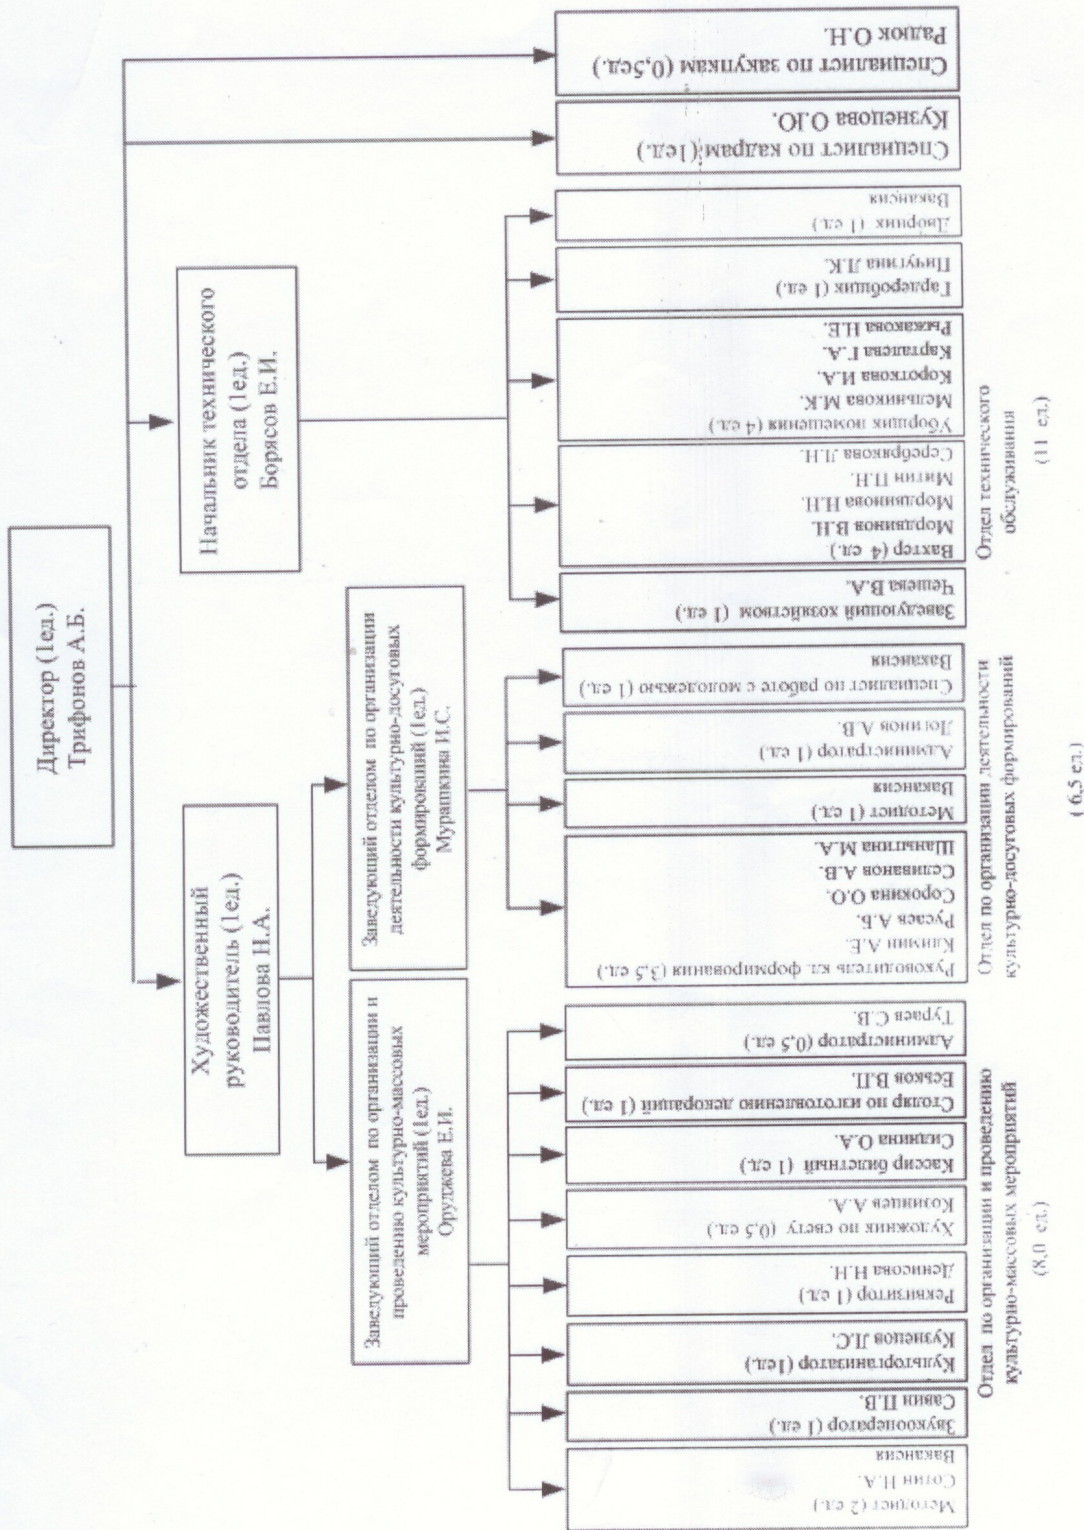 Директор (1ед.)
Трифонов А.Б.
Художественный
руководитель (1ед.)
Павлова Н.А.
Начальник технического
отдела (1ед.)
Борясов Е.И.
Заведующий отделом по организации и
проведению культурно-массовых
мероприятий (1ед.)
Оруджева Е.И.
Заведующий отделом по организации
деятельности культурно-досуговых
формирований (1ед.)
Мурашкина И.С.
Методист (2 ед.)
Сотин Н.А.
Вакансия
Звукооператор (1 ед.)
Савин П.В.
Культорганизатор (1ед.)
Кузнецов Л.С.
Реквизитор (1 ед.)
Денисова Н.Н.
Художник по свету (0,5 ед.)
Козинцев А.А.
Кассир билетный (1 ед.)
Сиднина О.А.
Столяр по изготовлению декораций (1 ед.)
Еськов В.П.
Администратор (0,5 ед.)
Тураев С.В.
Руководитель кл. формирования (3,5 ед.)
Климин А.Е.
Русаев А.Б.
Сорокина О.О.
Селиванов А.В.
Шаныгина М.А.
Методист (1 ед.)
Вакансия
Администратор (1 ед.)
Логинов А.В.
Специалист по работе с молодежью (1 ед.)
Вакансия
Заведующий хозяйством (1 ед.)
Чещева В.А.
Вахтер (4 ед.)
Мордвинов В.Н.
Мордвинова Н.Н.
Митин П.Н.
Серебрякова Л.Н.
Уборщик помещения (4 ед.)
Мельникова М.К.
Короткова И.А.
Карталева Г.А.
Рыжакова Н.Е.
Гардеробщик (1 ед.)
Пичугина Л.К.
Дворник (1 ед.)
Вакансия
Специалист по кадрам (1ед.)
Кузнецова О.Ю.
Специалист по закупкам (0,5ед.)
Радюк О.Н.
Отдел по организации и проведению
культурно-массовых мероприятий
(8,0 ед.)
Отдел по организации деятельности
культурно-досуговых формирований
( 6,5 ед.)
Отдел технического
обслуживания
(11 ед.)